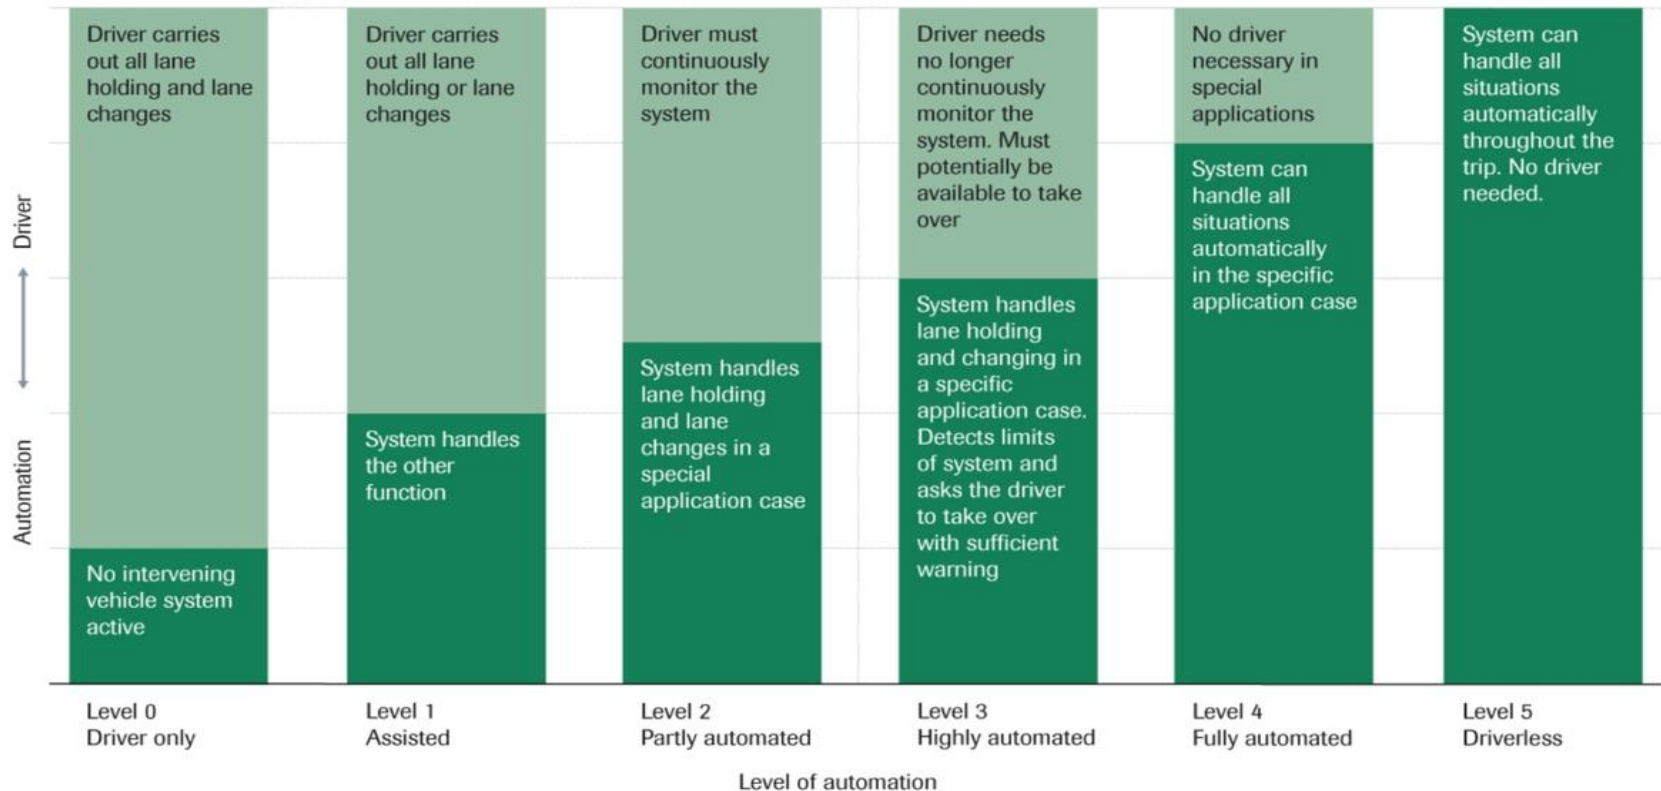 Driver carries
out all lane
holding and lane
changes
No intervening
vehicle system
active
Driver carries
out all lane
holding or lane
changes
System handles
the other
function
Driver must
continuously
monitor the
system
System handles
lane holding
and lane
changes in a
special
application case
Driver needs
no longer
continuously
monitor the
system. Must
potentially be
available to take
over
System handles
lane holding
and changing in
a specific
application case.
Detects limits
of system and
asks the driver
to take over
with sufficient
warning
No driver
necessary in
special
applications
System can
handle all
situations
automatically
in the specific
application case
System can
handle all
situations
automatically
throughout the
trip. No driver
needed.
Driver
Automation
Level 0
Driver only
Level 1
Assisted
Level 2
Partly automated
Level 3
Highly automated
Level 4
Fully automated
Level 5
Driverless
Level of automation